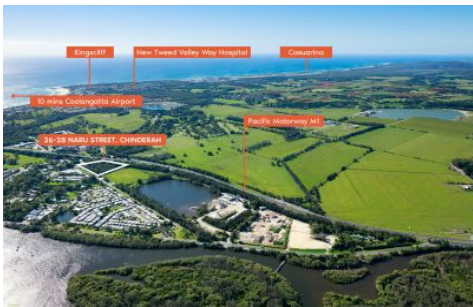 Kingscliff
New Tweed Valley Way Hospital
Casuarina
10 mins Coolangatta Airport
Pacific Motorway M1
26-28 NARU STREET, CHINDERAH